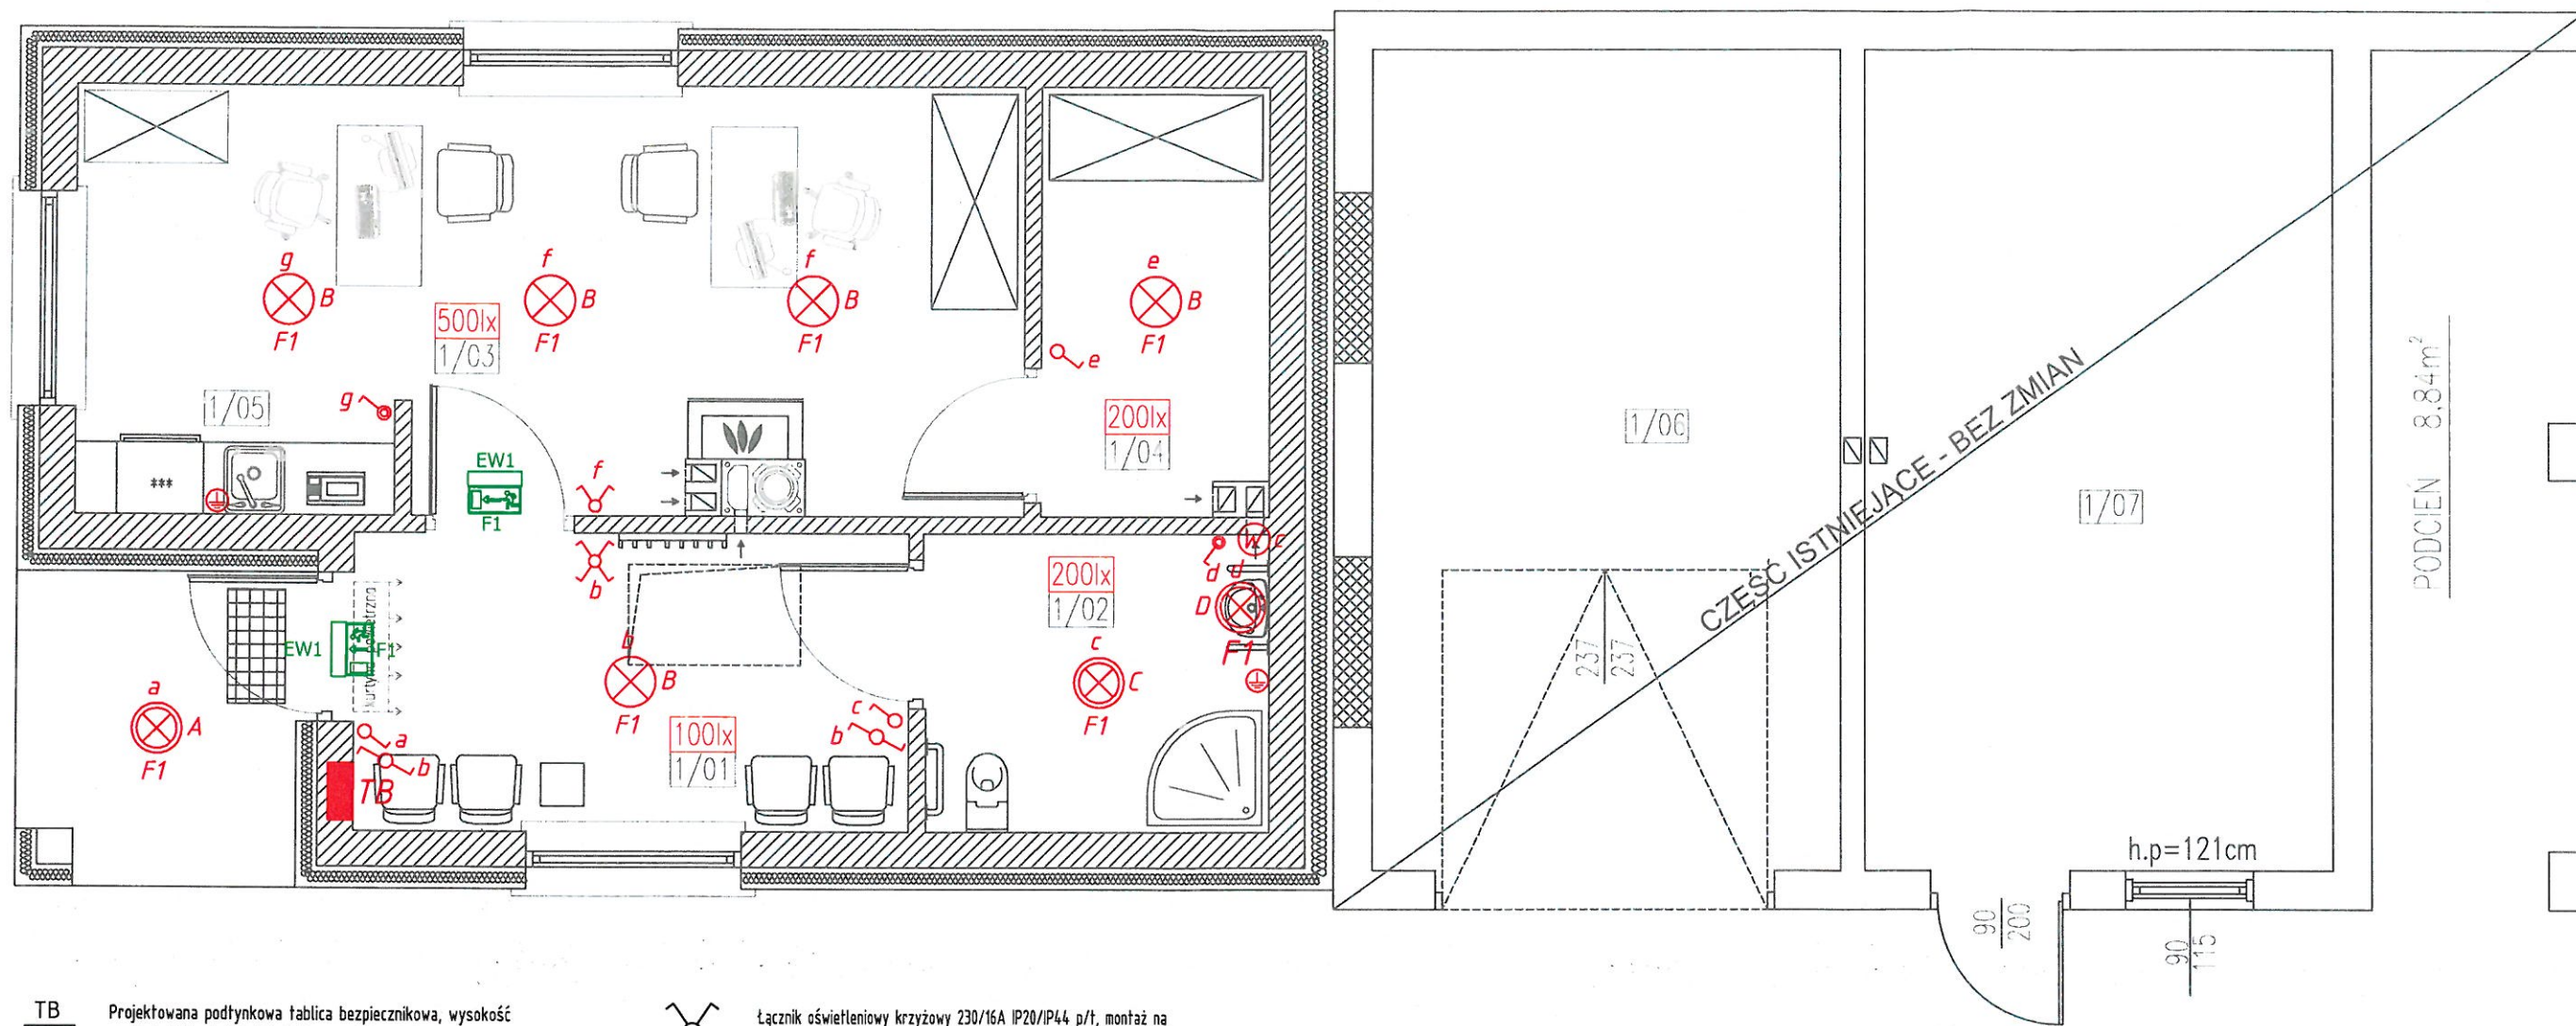 g
B
F1
f
B
F1
f
B
F1
e
B
F1
500lx
1/03
e
g
1/05
200lx
1/04
1/06
CZĘŚĆ ISTNIEJĄCE - BEZ ZMIAN
PODCIEŃ 8.84m²
***
EW1
F1
f
1/07
b
W c
d d
200lx
1/02
D
F1
kurtyna powietrzna
EW1
F1
b
B
F1
c
C
F1
237
237
a
A
F1
a
b
c
b
100lx
1/01
TB
h.p=121cm
90
200
90
115
TB Projektowana podtynkowa tablica bezpiecznikowa, wysokość
Łącznik oświetleniowy krzyżowy 230/16A IP20/IP44 p/t, montaż na